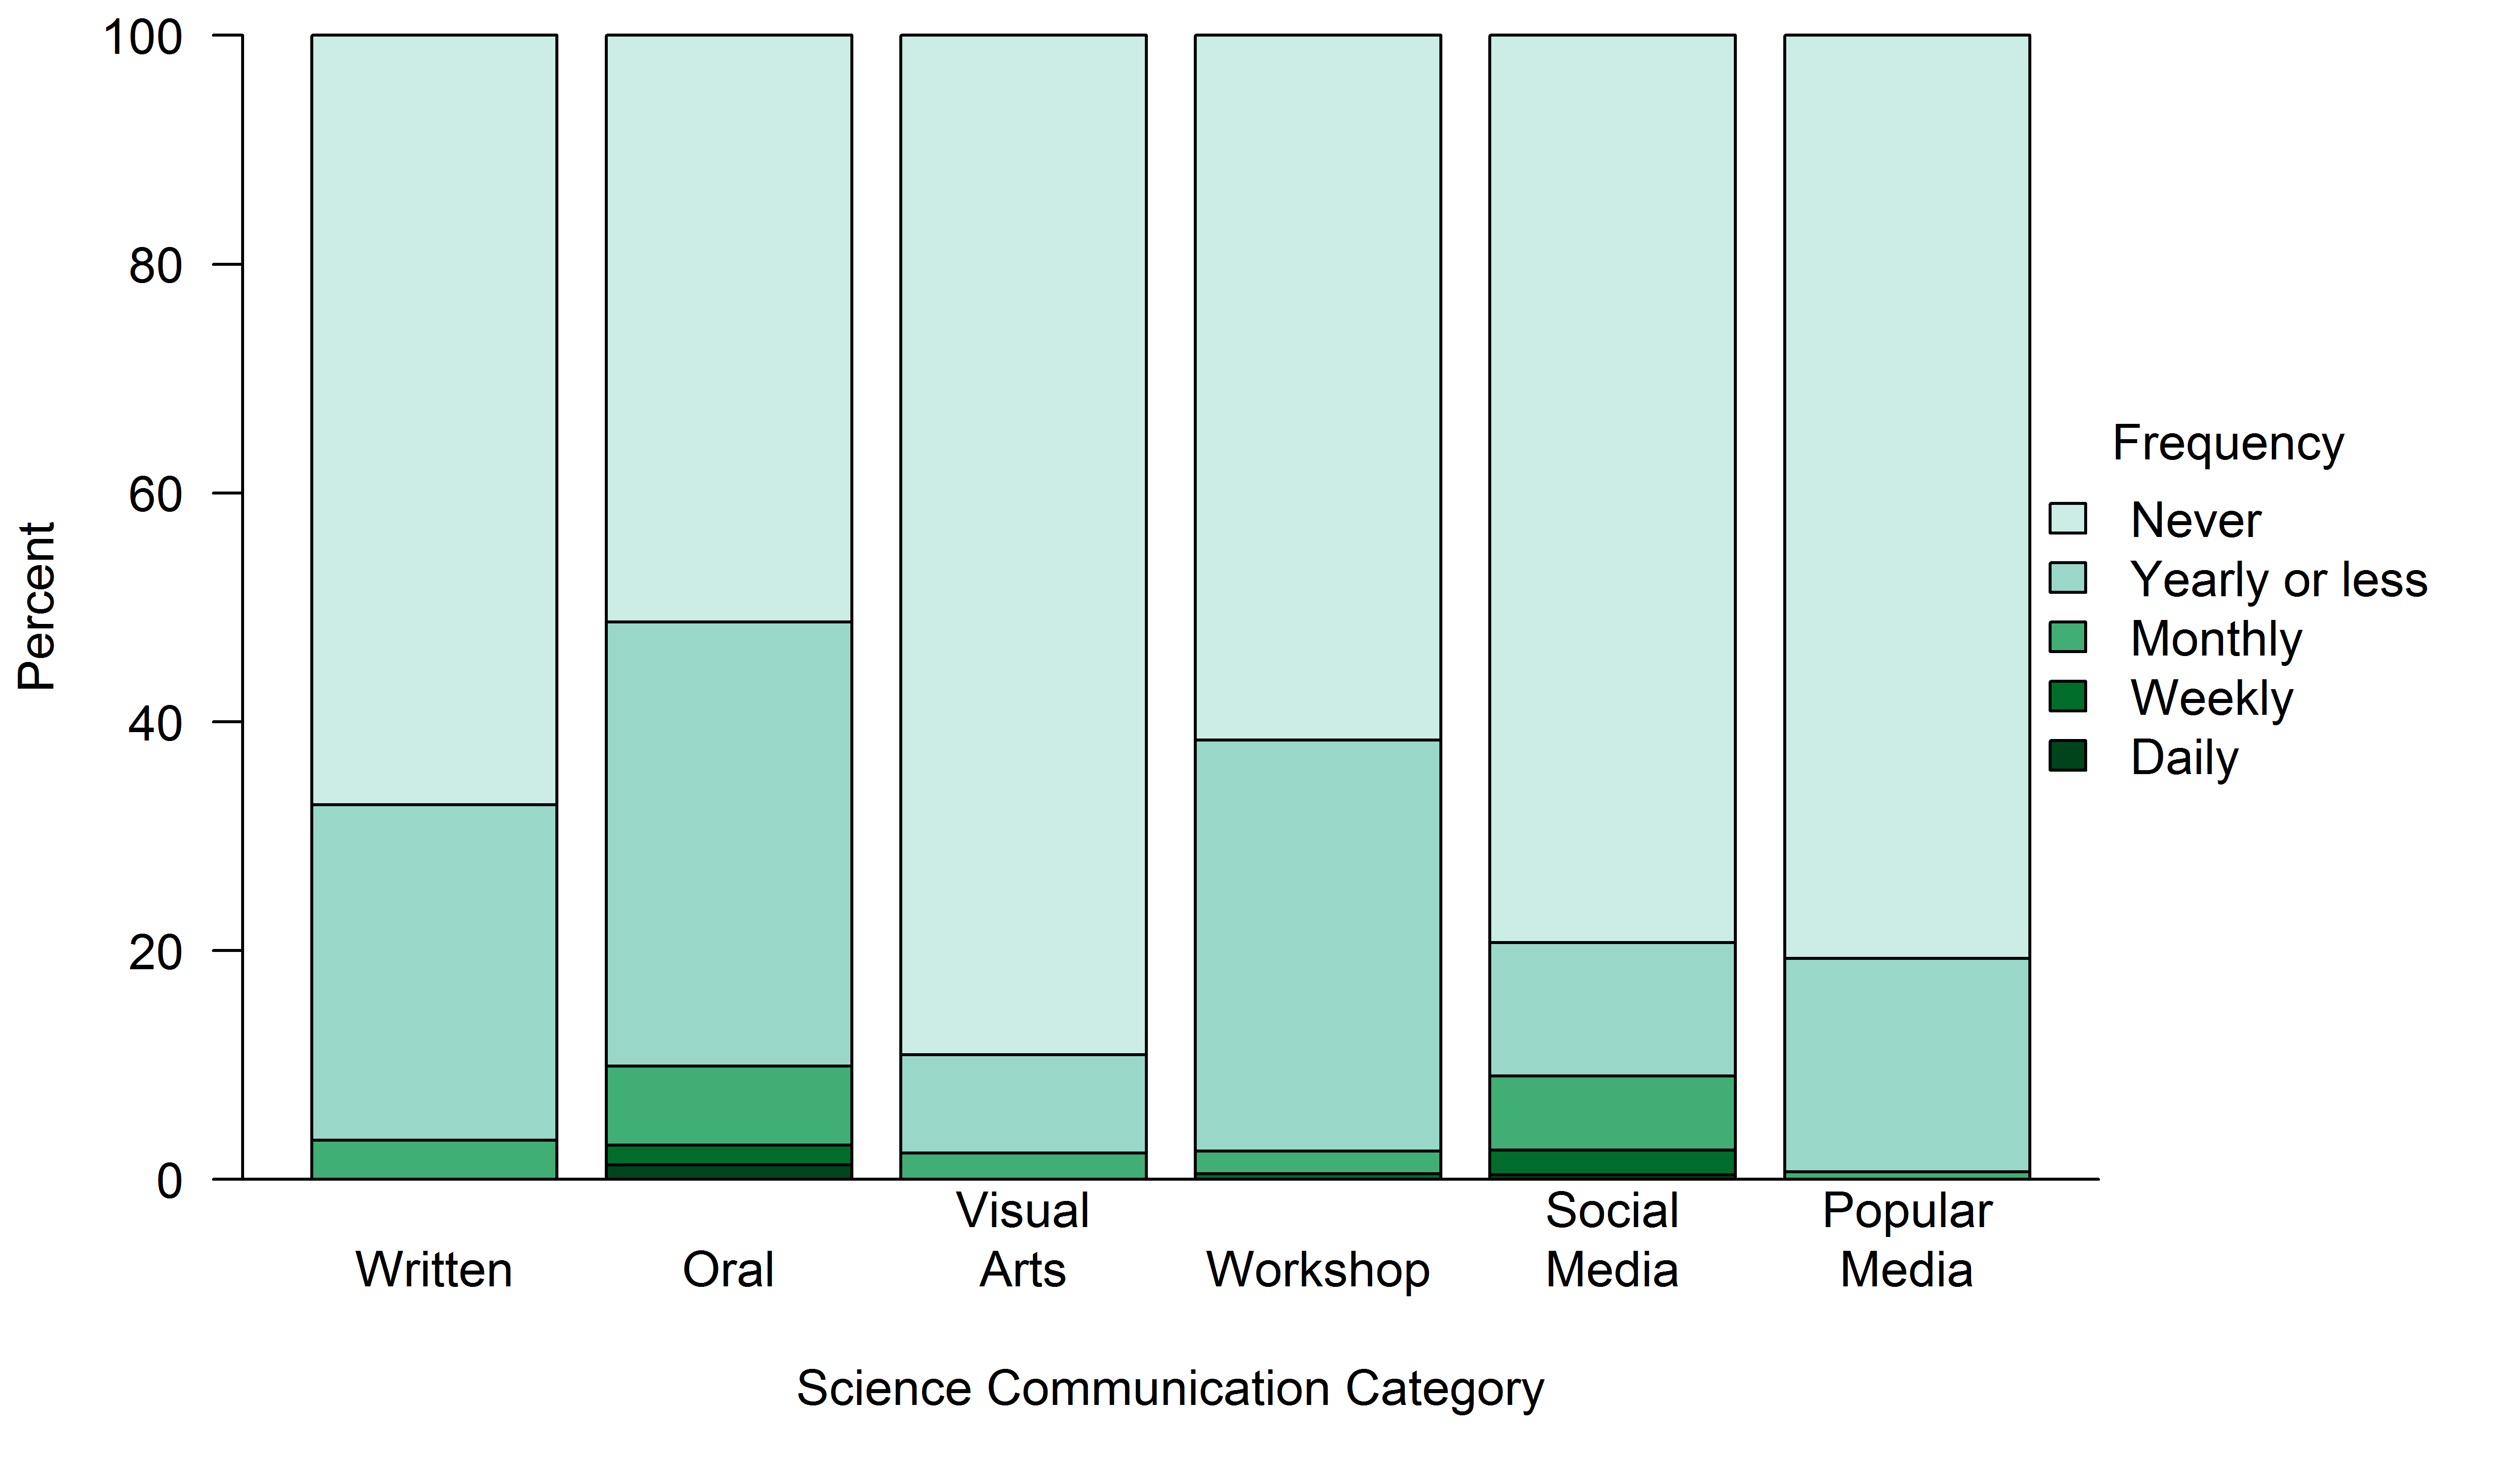 100
80
60
40
20
0
Percent
Frequency
Never
Yearly or less
Monthly
Weekly
Daily
Written
Oral
Visual
Arts
Workshop
Social
Media
Popular
Media
Science Communication Category